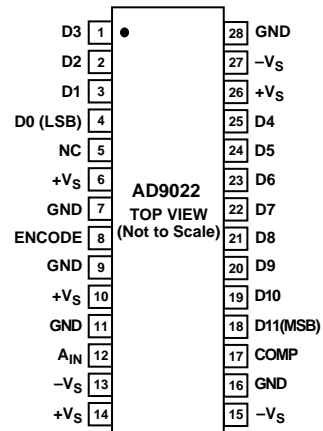 D3 1
D2 2
D1 3
D0 (LSB) 4
NC 5
+VS 6
GND 7
ENCODE 8
GND 9
+VS 10
GND 11
AIN 12
–VS 13
+VS 14
AD9022
TOP VIEW
(Not to Scale)
28 GND
27 –VS
26 +VS
25 D4
24 D5
23 D6
22 D7
21 D8
20 D9
19 D10
18 D11(MSB)
17 COMP
16 GND
15 –VS